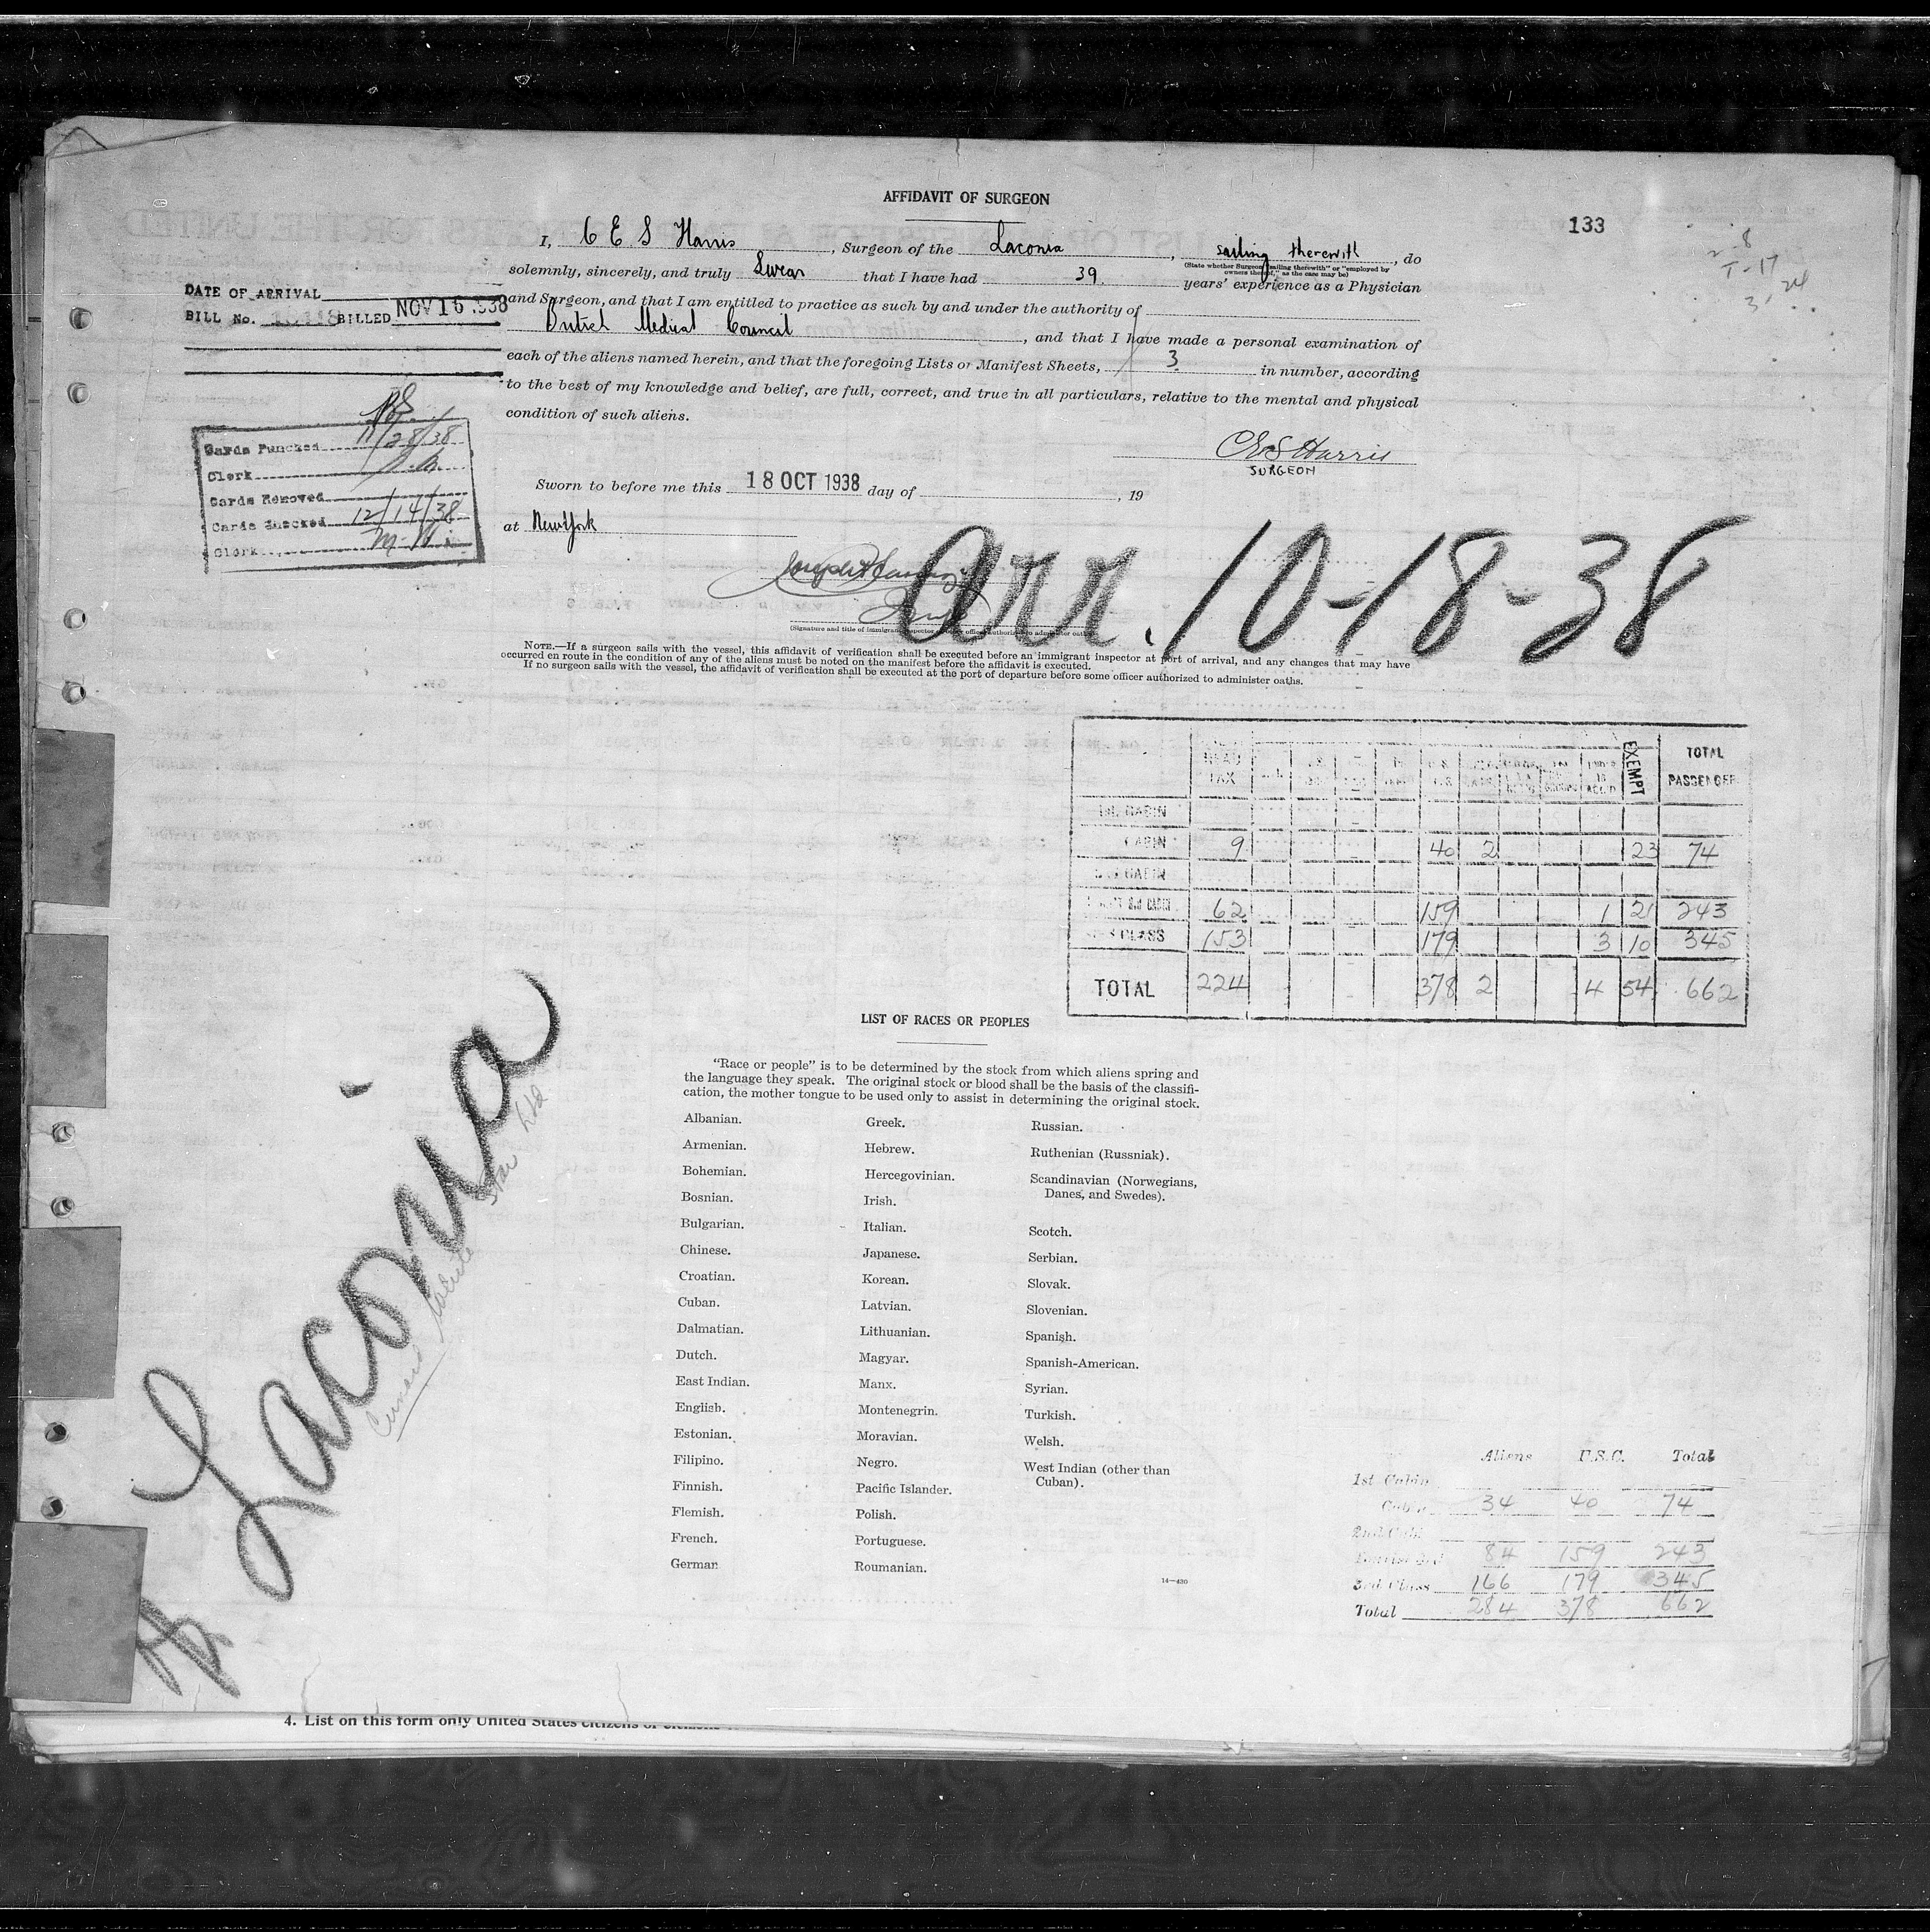 AFFIDAVIT OF SURGEON
133
I, C E S Harris, Surgeon of the Laconia, sailing therewith, do
(State whether Surgeon "sailing therewith" or "employed by
owners thereof," as the case may be)
solemnly, sincerely, and truly Swear that I have had 39. years' experience as a Physician
and Surgeon, and that I am entitled to practice as such by and under the authority of
British Medical Council, and that I have made a personal examination of
each of the aliens named herein, and that the foregoing Lists or Manifest Sheets, 3. in number, according
to the best of my knowledge and belief, are full, correct, and true in all particulars, relative to the mental and physical
condition of such aliens.
CES Harris
SURGEON
Sworn to before me this 18 OCT 1938 day of , 19
at New York
(Signature and title of immigrant inspector or officer authorized to administer oaths)
arr. 10-18-38
NOTE.—If a surgeon sails with the vessel, this affidavit of verification shall be executed before an immigrant inspector at port of arrival, and any changes that may have
occurred en route in the condition of any of the aliens must be noted on the manifest before the affidavit is executed.
If no surgeon sails with the vessel, the affidavit of verification shall be executed at the port of departure before some officer authorized to administer oaths.
DATE OF ARRIVAL
BILL No. BILLED NOV 16 1938
Cards Punched 11/28/38
Clerk
Cards Removed
Cards Checked 12/14/38
Clerk
HEAD TAX EXEMPT TOTAL PASSENGER
CABIN 9 40 2 23 74
62 159 1 21 243
CLASS 153 179 3 10 345
TOTAL 224 378 2 4 54 662
Laconia
Cunard White Star Ltd
LIST OF RACES OR PEOPLES
"Race or people" is to be determined by the stock from which aliens spring and
the language they speak. The original stock or blood shall be the basis of the classifi-
cation, the mother tongue to be used only to assist in determining the original stock.
Albanian.
Armenian.
Bohemian.
Bosnian.
Bulgarian.
Chinese.
Croatian.
Cuban.
Dalmatian.
Dutch.
East Indian.
English.
Estonian.
Filipino.
Finnish.
Flemish.
French.
German
Greek.
Hebrew.
Hercegovinian.
Irish.
Italian.
Japanese.
Korean.
Latvian.
Lithuanian.
Magyar.
Manx.
Montenegrin.
Moravian.
Negro.
Pacific Islander.
Polish.
Portuguese.
Roumanian.
Russian.
Ruthenian (Russniak).
Scandinavian (Norwegians,
Danes, and Swedes).
Scotch.
Serbian.
Slovak.
Slovenian.
Spanish.
Spanish-American.
Syrian.
Turkish.
Welsh.
West Indian (other than
Cuban).
14—430
Aliens U.S.C. Total
1st Cabin
Cabin 34 40 74
2nd Cabin
Tourist 3rd 84 159 243
3rd Class 166 179 345
Total 284 378 662
4. List on this form only United States citizens or citizens